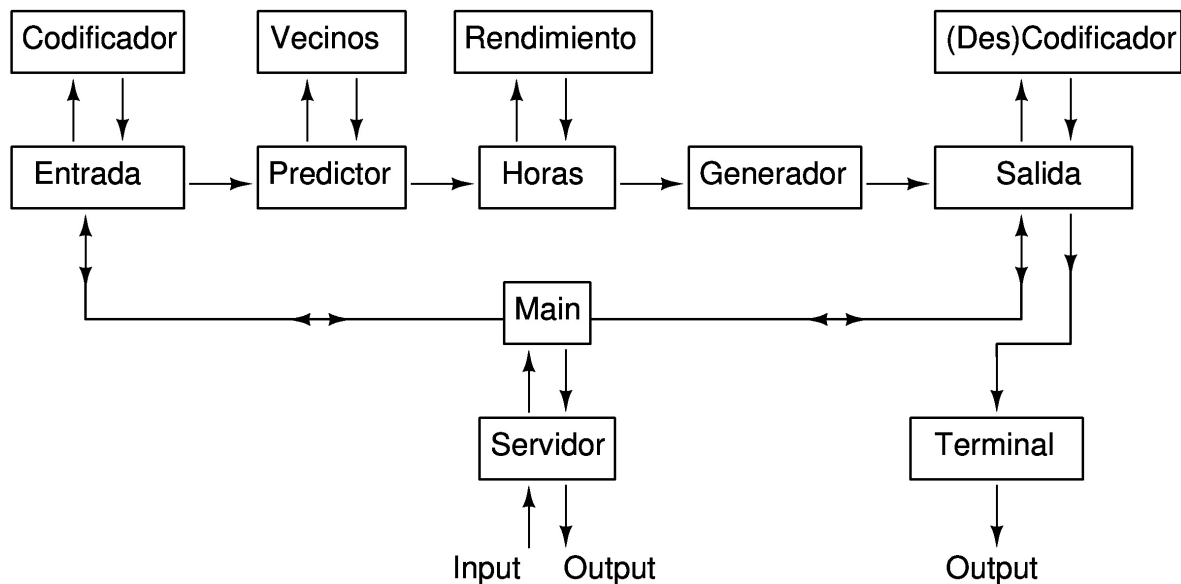 Codificador
Vecinos
Rendimiento
(Des)Codificador
Entrada
Predictor
Horas
Generador
Salida
Main
Servidor
Terminal
Input
Output
Output